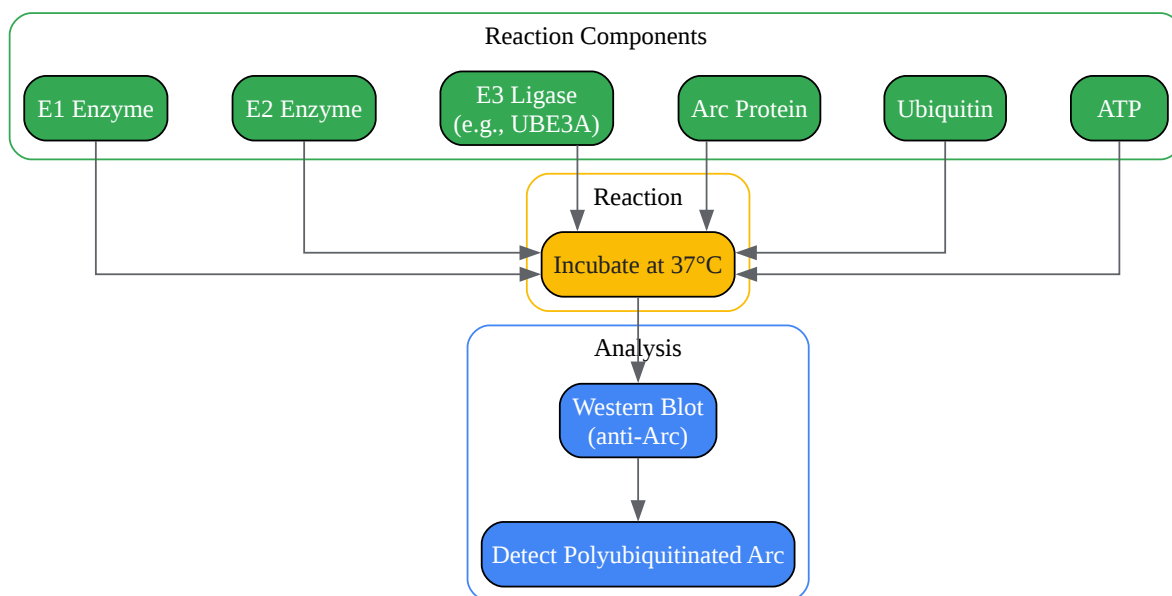 Reaction Components
E1 Enzyme
E2 Enzyme
E3 Ligase
(e.g., UBE3A)
Arc Protein
Ubiquitin
ATP
Reaction
Incubate at 37°C
Analysis
Western Blot
(anti-Arc)
Detect Polyubiquitinated Arc